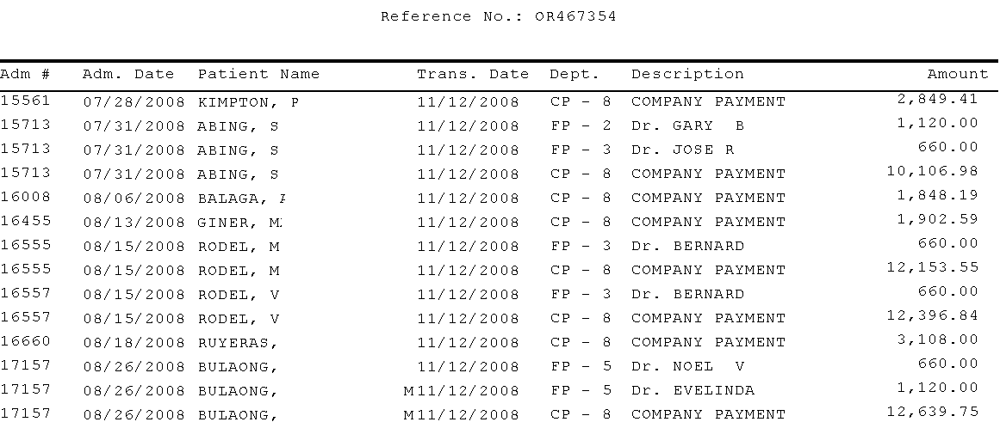 Reference No.: OR467354
Adm # Adm. Date Patient Name Trans. Date Dept. Description Amount
15561 07/28/2008 KIMPTON, P 11/12/2008 CP - 8 COMPANY PAYMENT 2,849.41
15713 07/31/2008 ABING, S 11/12/2008 FP - 2 Dr. GARY B 1,120.00
15713 07/31/2008 ABING, S 11/12/2008 FP - 3 Dr. JOSE R 660.00
15713 07/31/2008 ABING, S 11/12/2008 CP - 8 COMPANY PAYMENT 10,106.98
16008 08/06/2008 BALAGA, 11/12/2008 CP - 8 COMPANY PAYMENT 1,848.19
16455 08/13/2008 GINER, M 11/12/2008 CP - 8 COMPANY PAYMENT 1,902.59
16555 08/15/2008 RODEL, M 11/12/2008 FP - 3 Dr. BERNARD 660.00
16555 08/15/2008 RODEL, M 11/12/2008 CP - 8 COMPANY PAYMENT 12,153.55
16557 08/15/2008 RODEL, V 11/12/2008 FP - 3 Dr. BERNARD 660.00
16557 08/15/2008 RODEL, V 11/12/2008 CP - 8 COMPANY PAYMENT 12,396.84
16660 08/18/2008 RUYERAS, 11/12/2008 CP - 8 COMPANY PAYMENT 3,108.00
17157 08/26/2008 BULAONG, 11/12/2008 FP - 5 Dr. NOEL V 660.00
17157 08/26/2008 BULAONG, M 11/12/2008 FP - 5 Dr. EVELINDA 1,120.00
17157 08/26/2008 BULAONG, M 11/12/2008 CP - 8 COMPANY PAYMENT 12,639.75